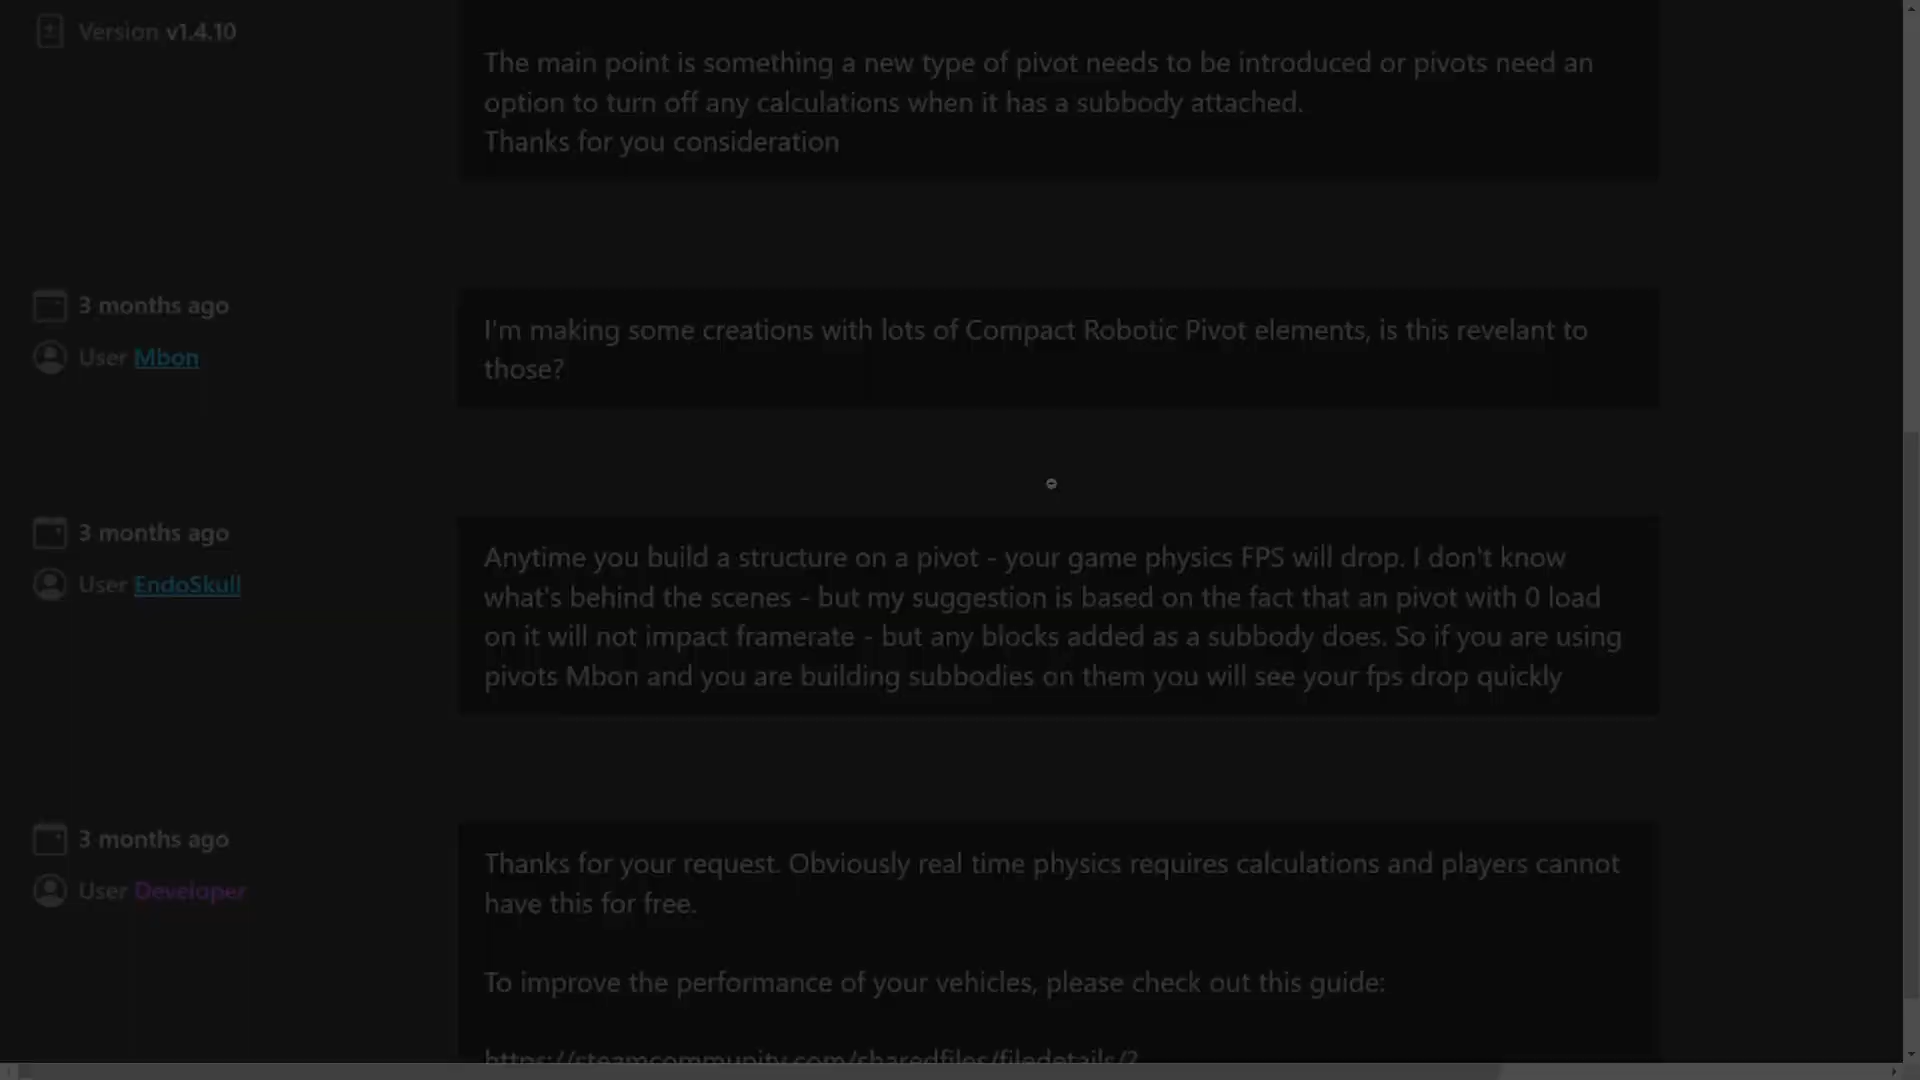 Version v1.4.10
The main point is something a new type of pivot needs to be introduced or pivots need an
option to turn off any calculations when it has a subbody attached.
Thanks for you consideration
3 months ago
User Mbon
I'm making some creations with lots of Compact Robotic Pivot elements, is this revelant to
those?
3 months ago
User EndoSkull
Anytime you build a structure on a pivot - your game physics FPS will drop. I don't know
what's behind the scenes - but my suggestion is based on the fact that an pivot with 0 load
on it will not impact framerate - but any blocks added as a subbody does. So if you are using
pivots Mbon and you are building subbodies on them you will see your fps drop quickly
3 months ago
User Developer
Thanks for your request. Obviously real time physics requires calculations and players cannot
have this for free.
To improve the performance of your vehicles, please check out this guide:
https://steamcommunity.com/sharedfiles/filedetails/?